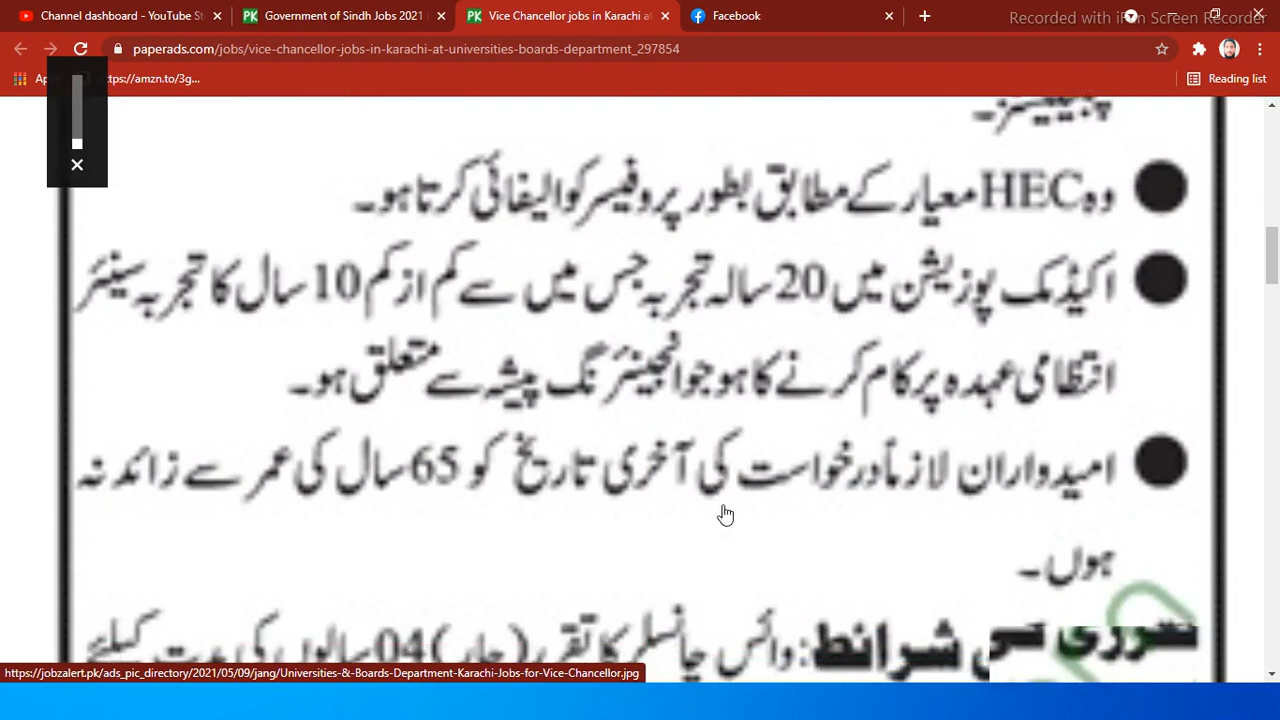 Channel dashboard - YouTube St
Government of Sindh Jobs 2021
Vice Chancellor jobs in Karachi at
Facebook
Recorded with iFun Screen Recorder
paperads.com/jobs/vice-chancellor-jobs-in-karachi-at-universities-boards-department_297854
Ap
ttps://amzn.to/3g...
Reading list
وہ HEC معیار کے مطابق بطور پروفیسر کوالیفائی کرتا ہو۔
اکیڈمک پوزیشن میں 20 سالہ تجربہ جس میں سے کم از کم 10 سال کا تجربہ سینئر
انتظامی عہدہ پر کام کرنے کا ہو جو انجینئرنگ پیشہ سے متعلق ہو۔
امیدواران لازماً درخواست کی آخری تاریخ کو 65 سال کی عمر سے زائد نہ
ہوں۔
شرائط: وائس چانسلر کا تقرر (چار) 04 سالوں کی مدت کیلئے
https://jobzalert.pk/ads_pic_directory/2021/05/09/jang/Universities-&-Boards-Department-Karachi-Jobs-for-Vice-Chancellor.jpg